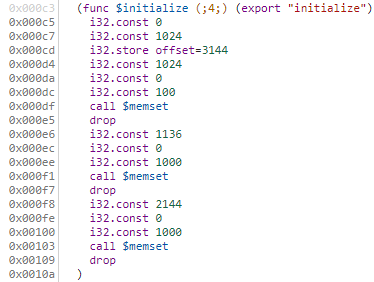 0x000c3 (func $initialize (;4;) (export "initialize")
0x000c5 i32.const 0
0x000c7 i32.const 1024
0x000cd i32.store offset=3144
0x000d4 i32.const 1024
0x000da i32.const 0
0x000dc i32.const 100
0x000df call $memset
0x000e5 drop
0x000e6 i32.const 1136
0x000ec i32.const 0
0x000ee i32.const 1000
0x000f1 call $memset
0x000f7 drop
0x000f8 i32.const 2144
0x000fe i32.const 0
0x00100 i32.const 1000
0x00103 call $memset
0x00109 drop
0x0010a )